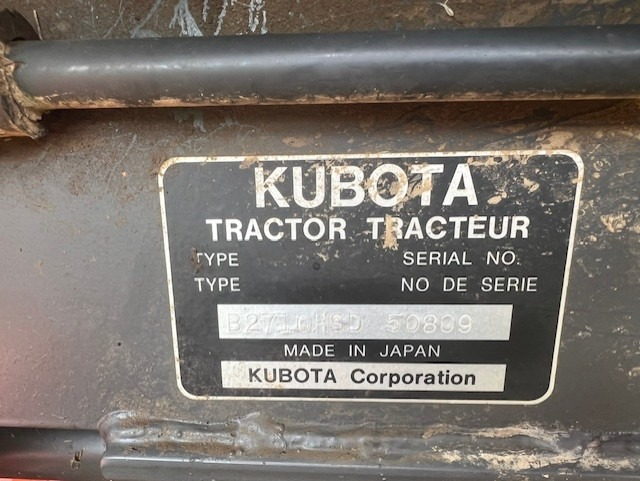 KUBOTA
TRACTOR TRACTEUR
TYPE SERIAL NO.
TYPE NO DE SERIE
B2710HSD 50809
MADE IN JAPAN
KUBOTA Corporation